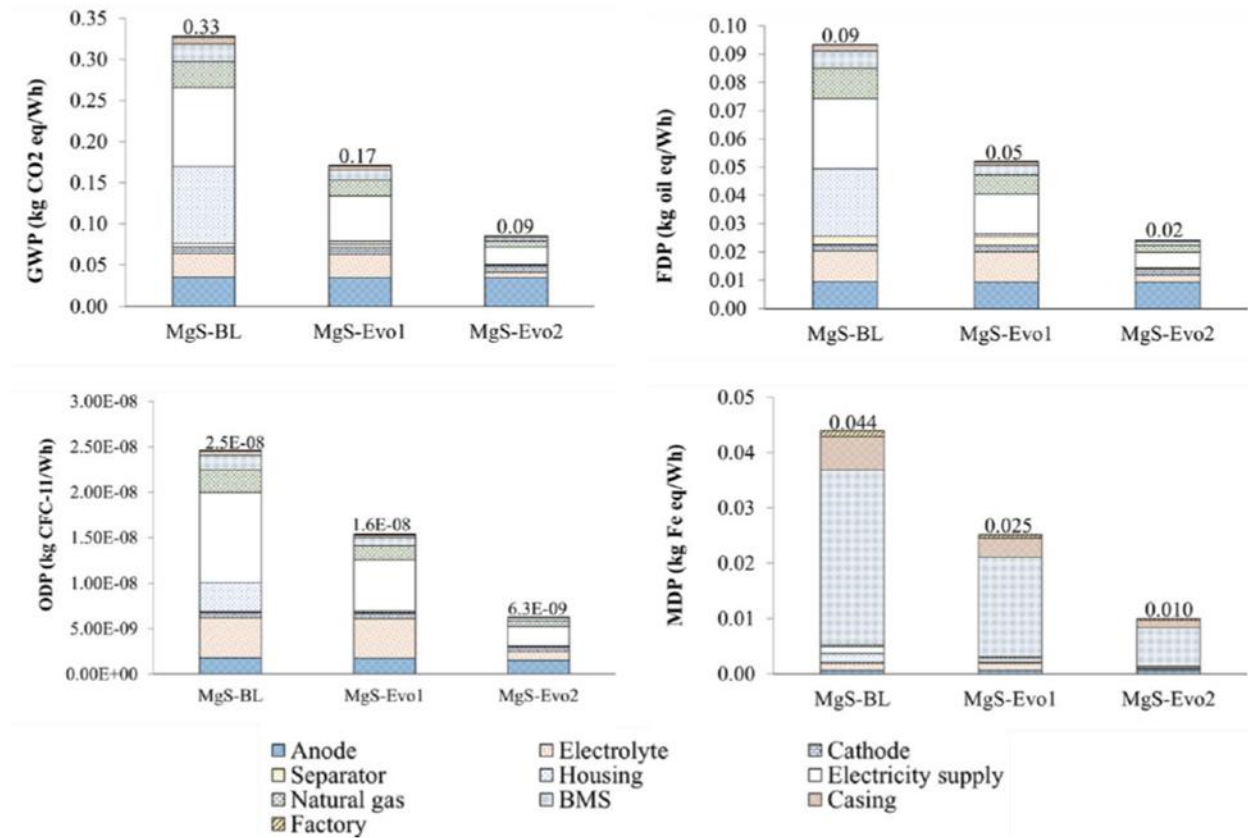 GWP (kg CO2 eq/Wh)
0.35
0.30
0.25
0.20
0.15
0.10
0.05
0.00
0.33
0.17
0.09
MgS-BL MgS-Evo1 MgS-Evo2
FDP (kg oil eq/Wh)
0.10
0.09
0.08
0.07
0.06
0.05
0.04
0.03
0.02
0.01
0.00
0.09
0.05
0.02
MgS-BL MgS-Evo1 MgS-Evo2
ODP (kg CFC-11/Wh)
3.00E-08
2.50E-08
2.00E-08
1.50E-08
1.00E-08
5.00E-09
0.00E+00
2.5E-08
1.6E-08
6.3E-09
MgS-BL MgS-Evo1 MgS-Evo2
MDP (kg Fe eq/Wh)
0.05
0.04
0.03
0.02
0.01
0.00
0.044
0.025
0.010
MgS-BL MgS-Evo1 MgS-Evo2
Anode Electrolyte Cathode
Separator Housing Electricity supply
Natural gas BMS Casing
Factory